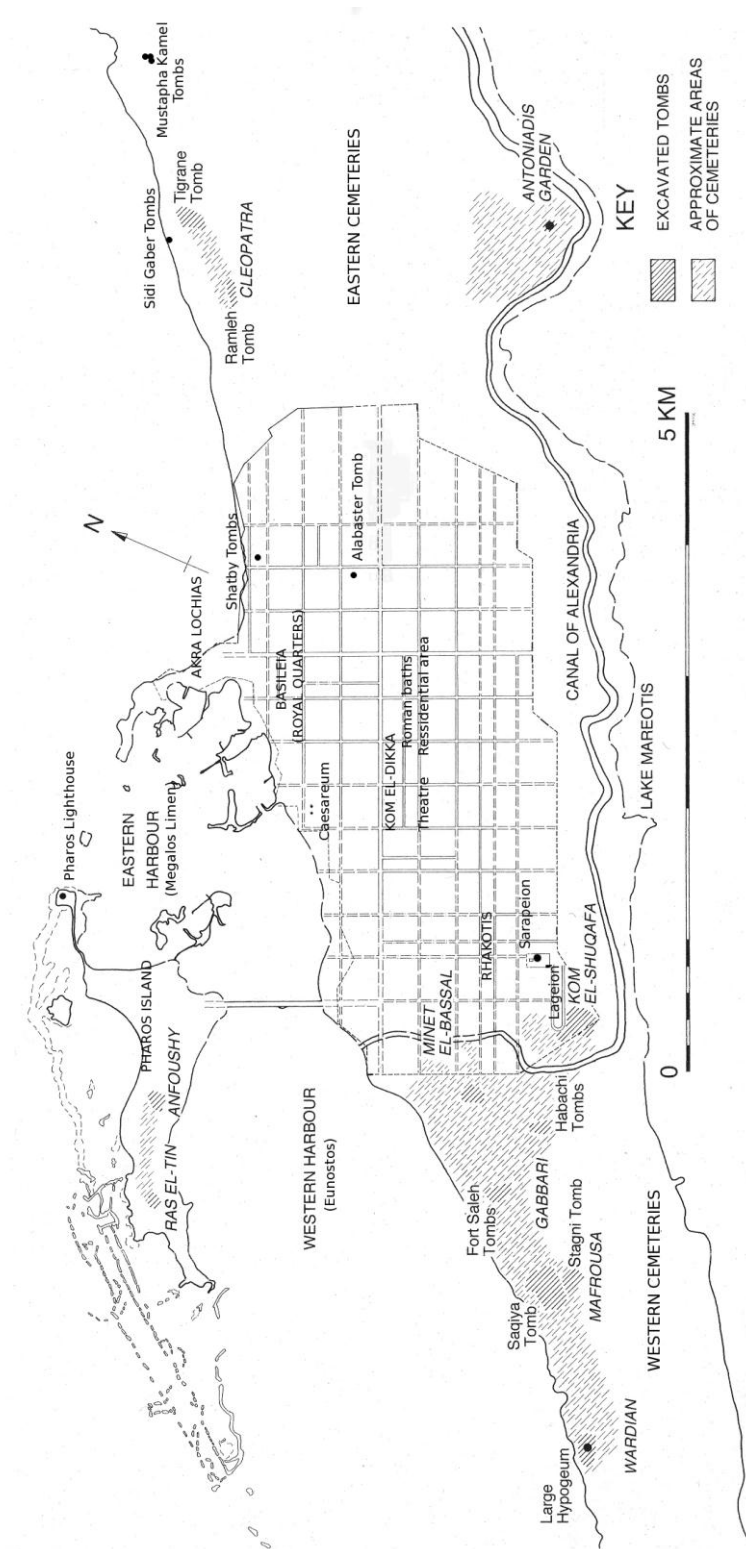 Pharos Lighthouse
EASTERN
HARBOUR
(Megalos Limen)
PHAROS ISLAND
RAS EL-TIN
ANFOUSHY
WESTERN HARBOUR
(Eunostos)
AKRA LOCHIAS
N
Shatby Tombs
BASILEIA
(ROYAL QUARTERS)
Caesareum
Alabaster Tomb
KOM EL-DIKKA
Roman baths
Theatre
Ressidential area
RHAKOTIS
Sarapeion
Lageion
KOM
EL-SHUQAFA
MINET
EL-BASSAL
Habachi
Tombs
Fort Saleh
Tombs
GABBARI
Stagni Tomb
Saqiya
Tomb
MAFROUSA
Large
Hypogeum
WARDIAN
WESTERN CEMETERIES
Mustapha Kamel
Tombs
Sidi Gaber Tombs
Tigrane
Tomb
CLEOPATRA
Ramleh
Tomb
EASTERN CEMETERIES
ANTONIADIS
GARDEN
CANAL OF ALEXANDRIA
LAKE MAREOTIS
0
5 KM
KEY
EXCAVATED TOMBS
APPROXIMATE AREAS
OF CEMETERIES